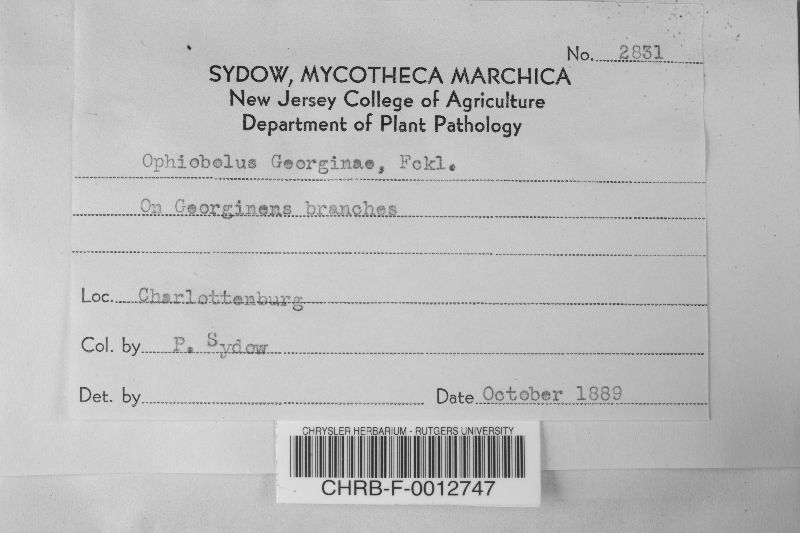 No. 2831
SYDOW, MYCOTHECA MARCHICA
New Jersey College of Agriculture
Department of Plant Pathology
Ophiobolus Georginae, Fckl.
On Georginens branches
Loc. Charlottenburg
Col. by P. Sydow
Det. by
Date October 1889
CHRYSLER HERBARIUM - RUTGERS UNIVERSITY
CHRB-F-0012747